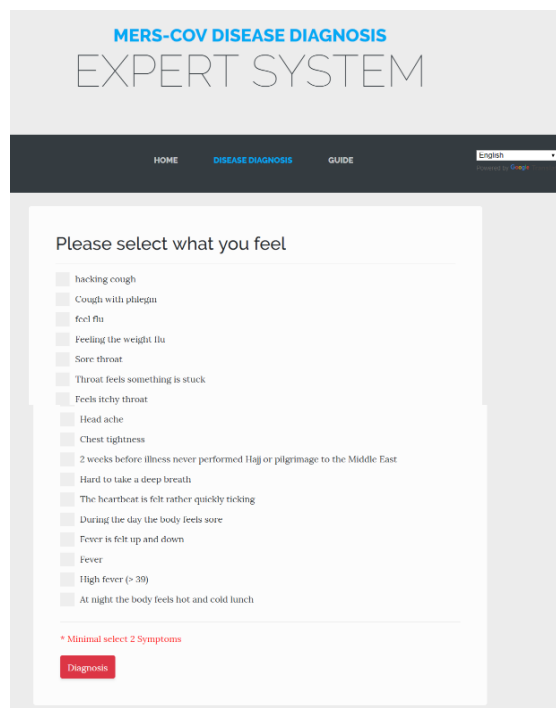 MERS-COV DISEASE DIAGNOSIS
EXPERT SYSTEM
HOME DISEASE DIAGNOSIS GUIDE English
Powered by Google
Please select what you feel
hacking cough
Cough with phlegm
feel flu
Feeling the weight flu
Sore throat
Throat feels something is stuck
Feels itchy throat
Head ache
Chest tightness
2 weeks before illness never performed Hajj or pilgrimage to the Middle East
Hard to take a deep breath
The heartbeat is felt rather quickly ticking
During the day the body feels sore
Fever is felt up and down
Fever
High fever (> 39)
At night the body feels hot and cold lunch
* Minimal select 2 Symptoms
Diagnosis